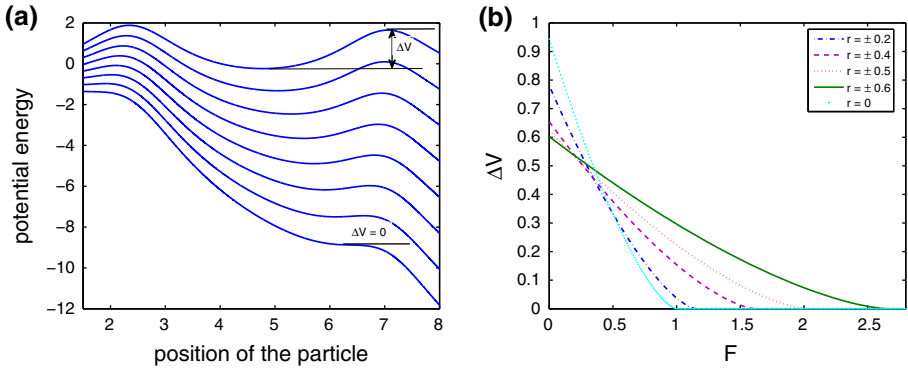 (a)
2
0
−2
−4
−6
−8
−10
−12
potential energy
2 3 4 5 6 7 8
position of the particle
ΔV
ΔV = 0
(b)
1
0.9
0.8
0.7
0.6
0.5
0.4
0.3
0.2
0.1
0
ΔV
0 0.5 1 1.5 2 2.5
F
r = ± 0.2
r = ± 0.4
r = ± 0.5
r = ± 0.6
r = 0